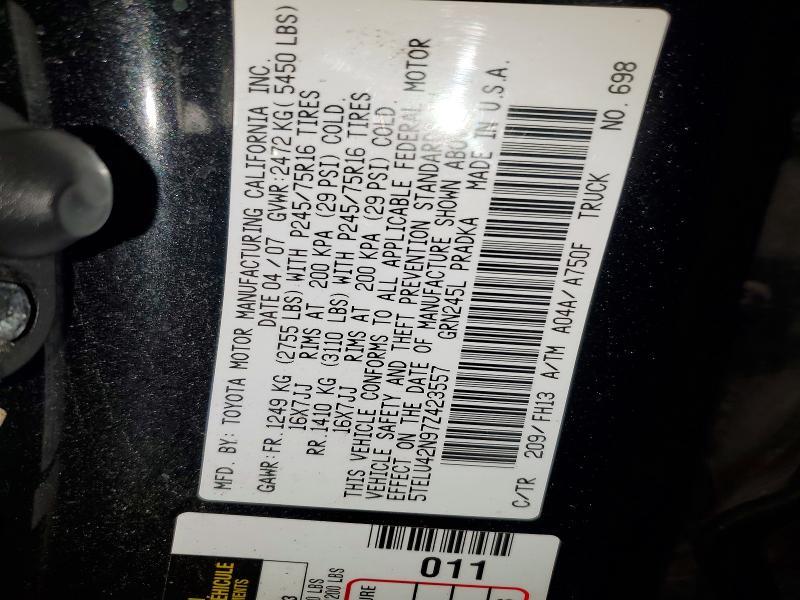 MFD. BY: TOYOTA MOTOR MANUFACTURING CALIFORNIA INC.
DATE 04 / 07 GVWR: 2472 KG ( 5450 LBS)
GAWR: FR. 1249 KG (2755 LBS) WITH P245/75R16 TIRES
16X7JJ RIMS AT 200 KPA (29 PSI) COLD.
RR. 1410 KG (3110 LBS) WITH P245/75R16 TIRES
16X7JJ RIMS AT 200 KPA (29 PSI) COLD.
THIS VEHICLE CONFORMS TO ALL APPLICABLE FEDERAL MOTOR
VEHICLE SAFETY AND THEFT PREVENTION STANDARDS
EFFECT ON THE DATE OF MANUFACTURE SHOWN
5TELU42N97Z423557 GRN245L PRADKA MADE IN U.S.A.
C/TR 209/FH13 A/TM A04A/A750F TRUCK NO. 698
011
VÉHICULE